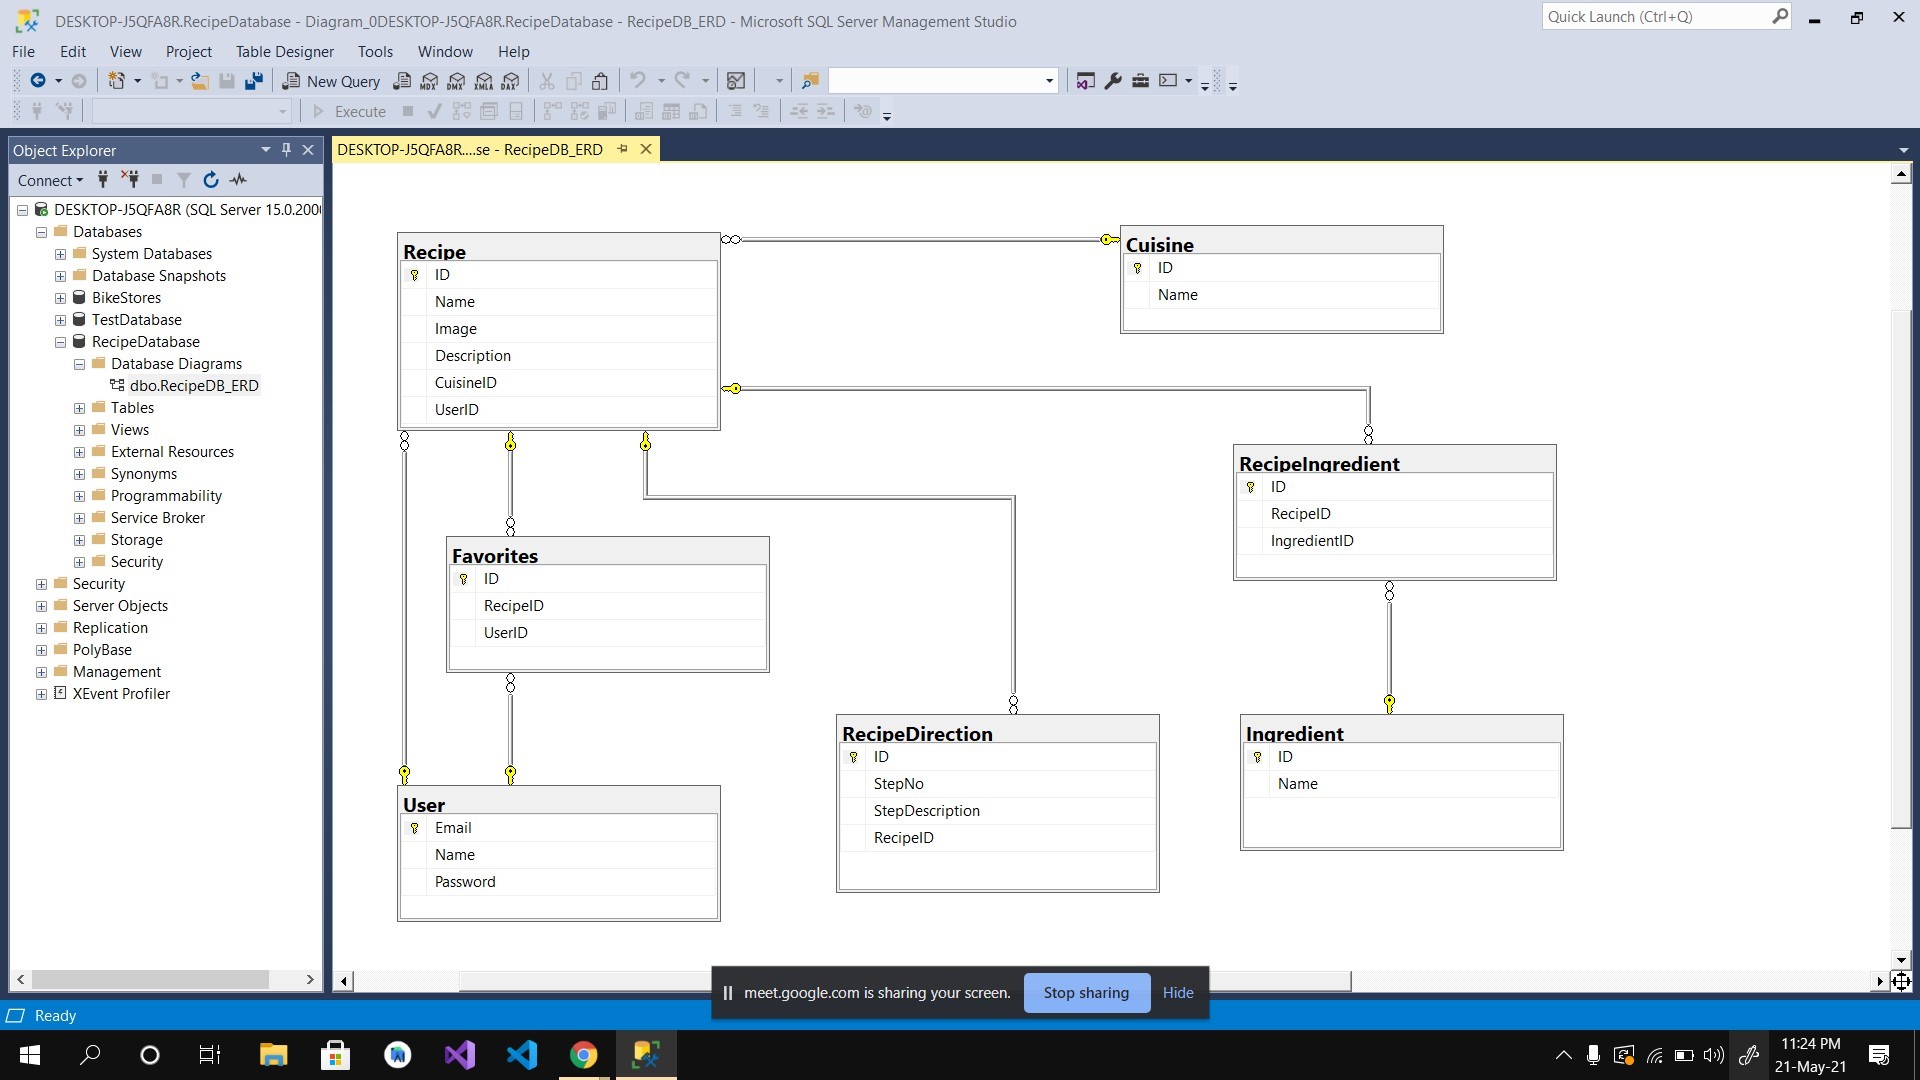 DESKTOP-J5QFA8R.RecipeDatabase - Diagram_0DESKTOP-J5QFA8R.RecipeDatabase - RecipeDB_ERD - Microsoft SQL Server Management Studio
Quick Launch (Ctrl+Q)
File Edit View Project Table Designer Tools Window Help
New Query MDX DMX XMLA DAX
Execute
Object Explorer
DESKTOP-J5QFA8R....se - RecipeDB_ERD
Connect
DESKTOP-J5QFA8R (SQL Server 15.0.2000
Databases
System Databases
Database Snapshots
BikeStores
TestDatabase
RecipeDatabase
Database Diagrams
dbo.RecipeDB_ERD
Tables
Views
External Resources
Synonyms
Programmability
Service Broker
Storage
Security
Security
Server Objects
Replication
PolyBase
Management
XEvent Profiler
Recipe
ID
Name
Image
Description
CuisineID
UserID
Cuisine
ID
Name
RecipeIngredient
ID
RecipeID
IngredientID
Favorites
ID
RecipeID
UserID
RecipeDirection
ID
StepNo
StepDescription
RecipeID
Ingredient
ID
Name
User
Email
Name
Password
meet.google.com is sharing your screen. Stop sharing Hide
Ready
11:24 PM
21-May-21